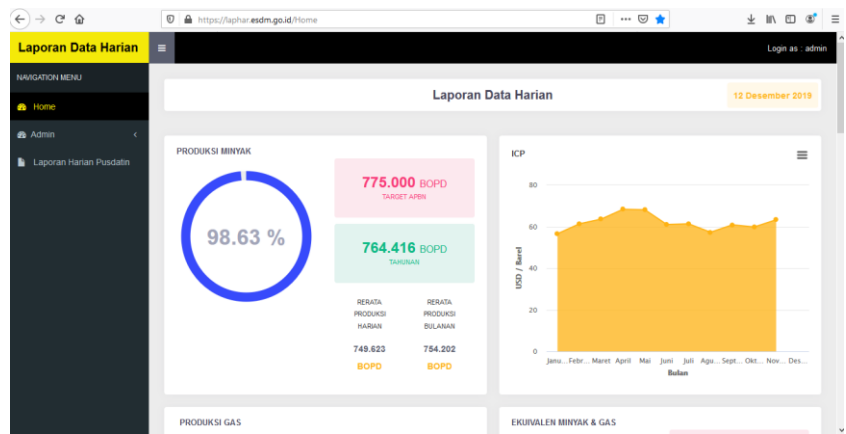 https://laphar.esdm.go.id/Home
Laporan Data Harian
Login as : admin
NAVIGATION MENU
Home
Admin
Laporan Harian Pusdatin
Laporan Data Harian
12 Desember 2019
PRODUKSI MINYAK
98.63 %
775.000 BOPD
TARGET APBN
764.416 BOPD
TAHUNAN
RERATA
PRODUKSI
HARIAN
749.623
BOPD
RERATA
PRODUKSI
BULANAN
754.202
BOPD
ICP
80
60
40
20
0
USD / Barel
Janu... Febr... Maret April Mai Juni Juli Agu... Sept... Okt... Nov... Des...
Bulan
PRODUKSI GAS
EKUIVALEN MINYAK & GAS